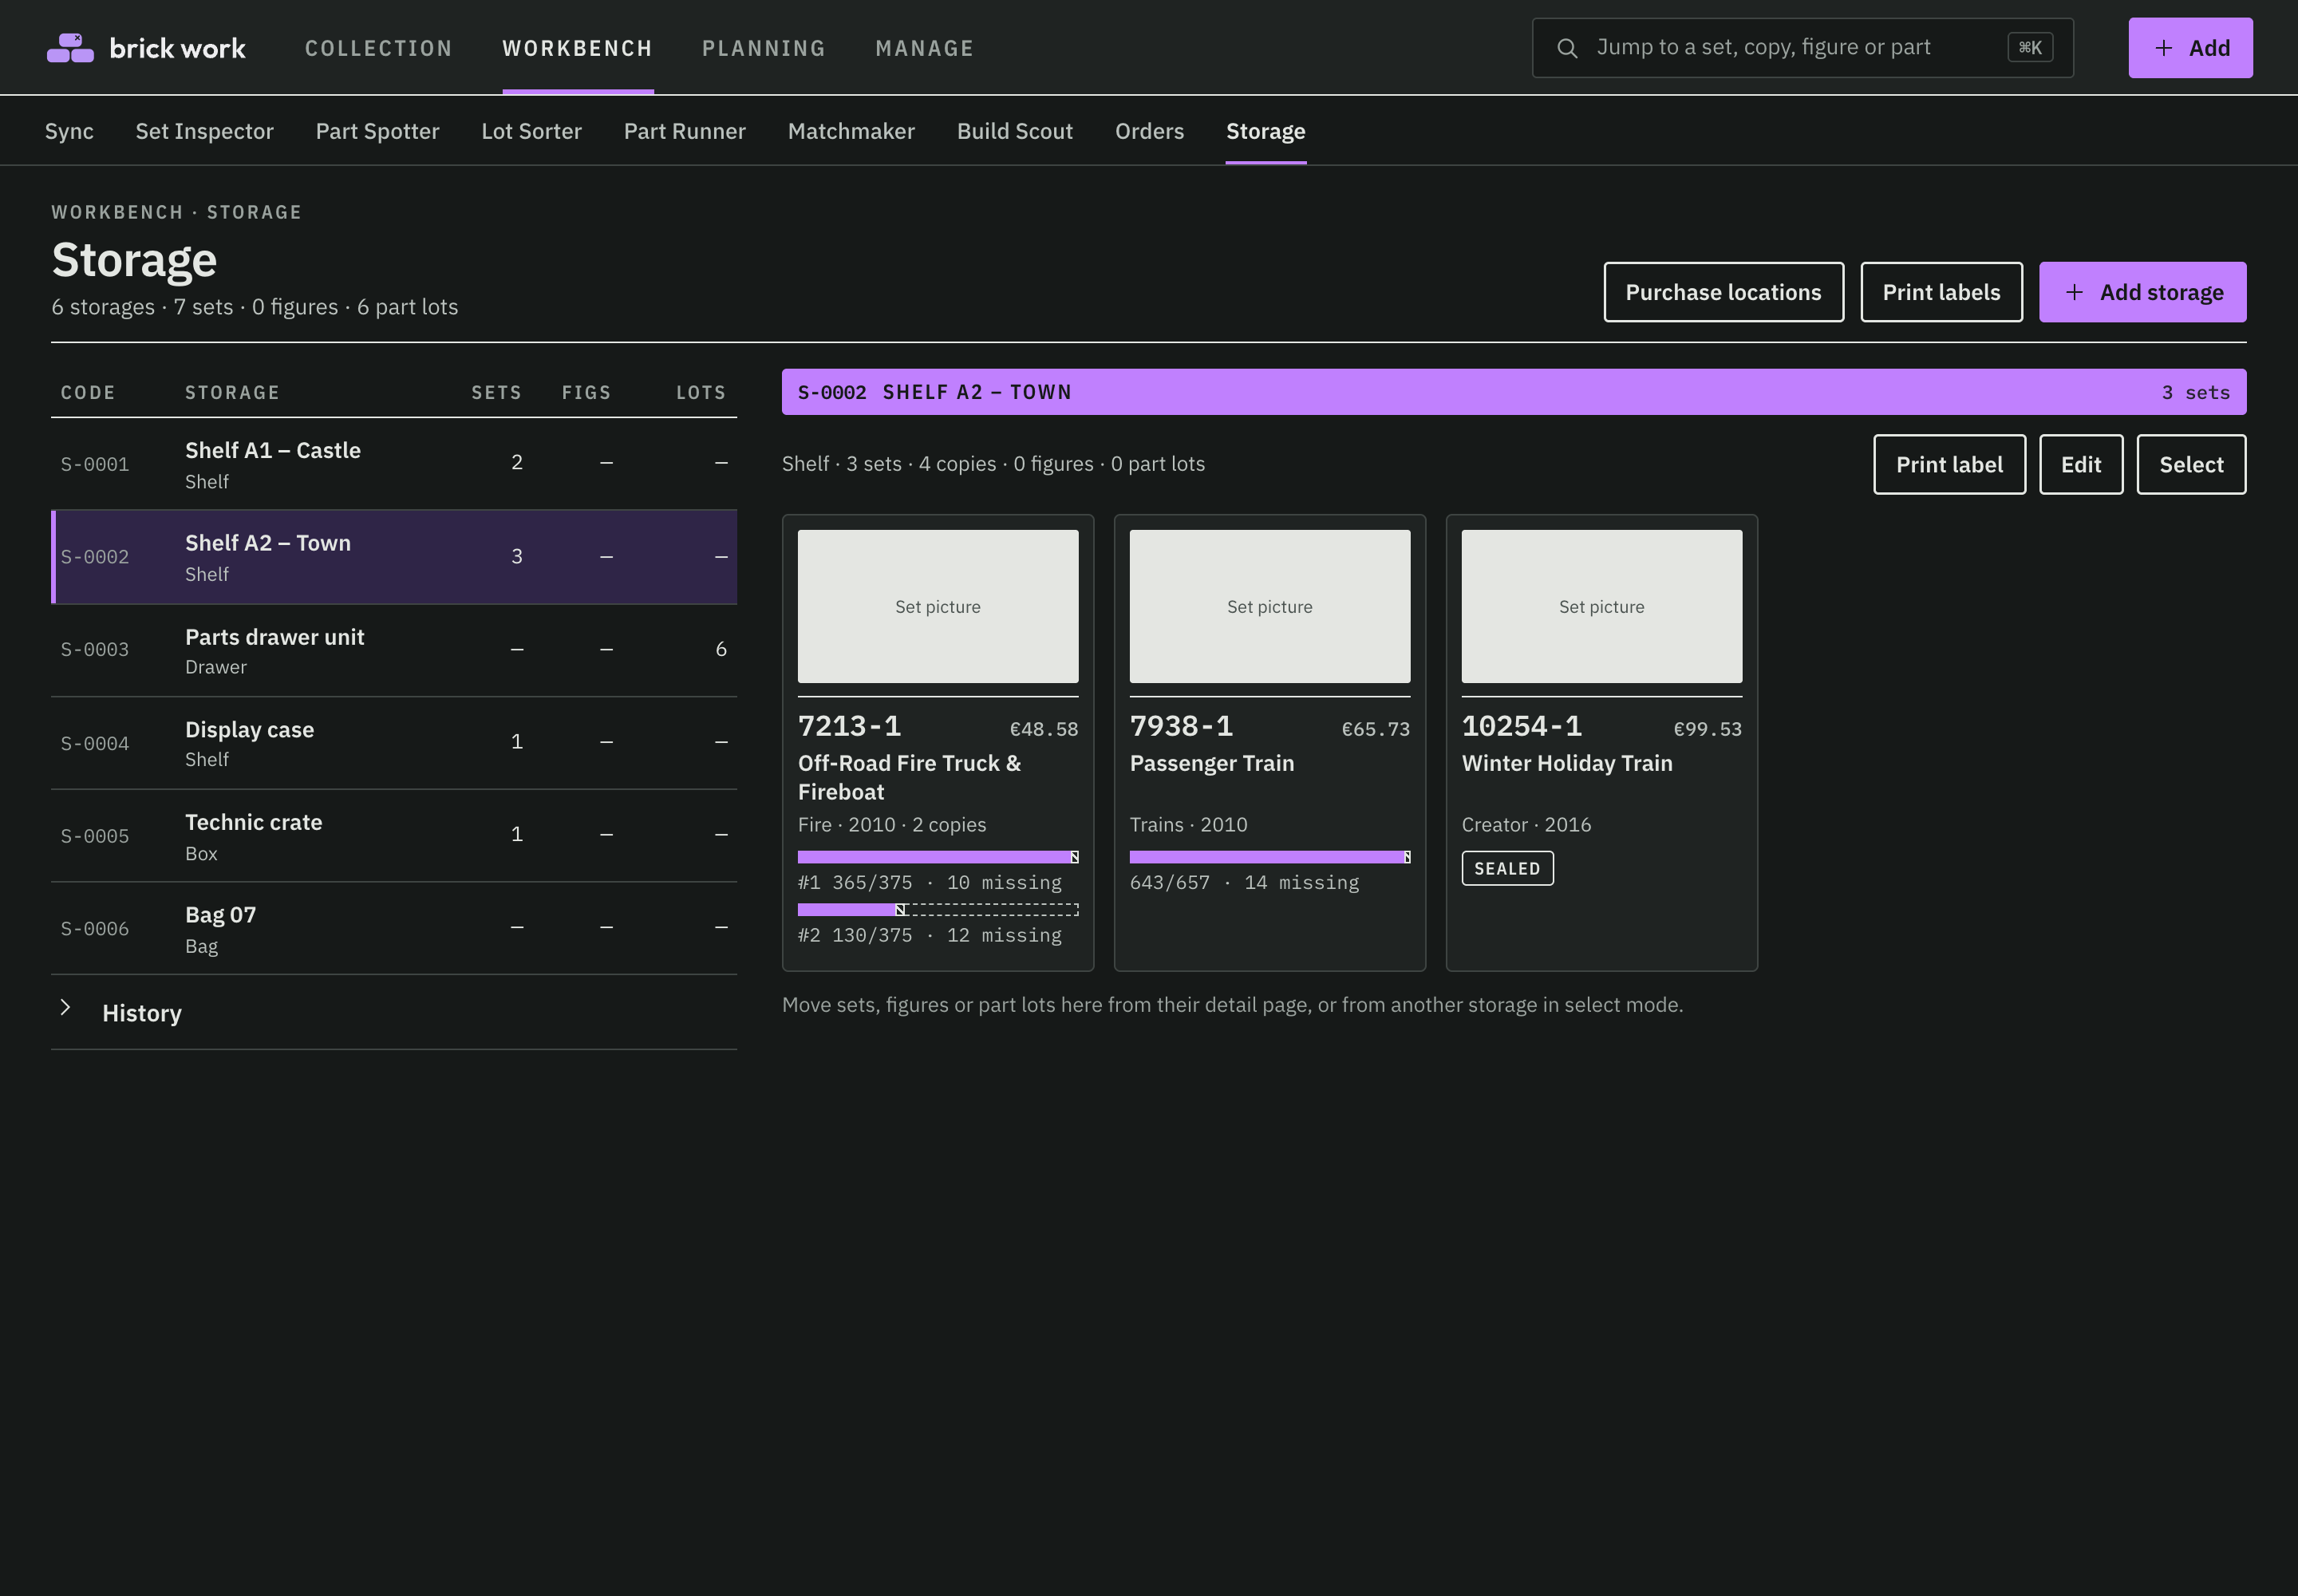 brick work
COLLECTION WORKBENCH PLANNING MANAGE
Jump to a set, copy, figure or part ⌘K
+ Add
Sync Set Inspector Part Spotter Lot Sorter Part Runner Matchmaker Build Scout Orders Storage
WORKBENCH · STORAGE
Storage
6 storages · 7 sets · 0 figures · 6 part lots
Purchase locations Print labels + Add storage
CODE STORAGE SETS FIGS LOTS
S-0001 Shelf A1 – Castle 2 – –
Shelf
S-0002 Shelf A2 – Town 3 – –
Shelf
S-0003 Parts drawer unit – – 6
Drawer
S-0004 Display case 1 – –
Shelf
S-0005 Technic crate 1 – –
Box
S-0006 Bag 07 – – –
Bag
History
S-0002 SHELF A2 – TOWN 3 sets
Shelf · 3 sets · 4 copies · 0 figures · 0 part lots
Print label Edit Select
Set picture
7213-1 €48.58
Off-Road Fire Truck &
Fireboat
Fire · 2010 · 2 copies
#1 365/375 · 10 missing
#2 130/375 · 12 missing
Set picture
7938-1 €65.73
Passenger Train
Trains · 2010
643/657 · 14 missing
Set picture
10254-1 €99.53
Winter Holiday Train
Creator · 2016
SEALED
Move sets, figures or part lots here from their detail page, or from another storage in select mode.